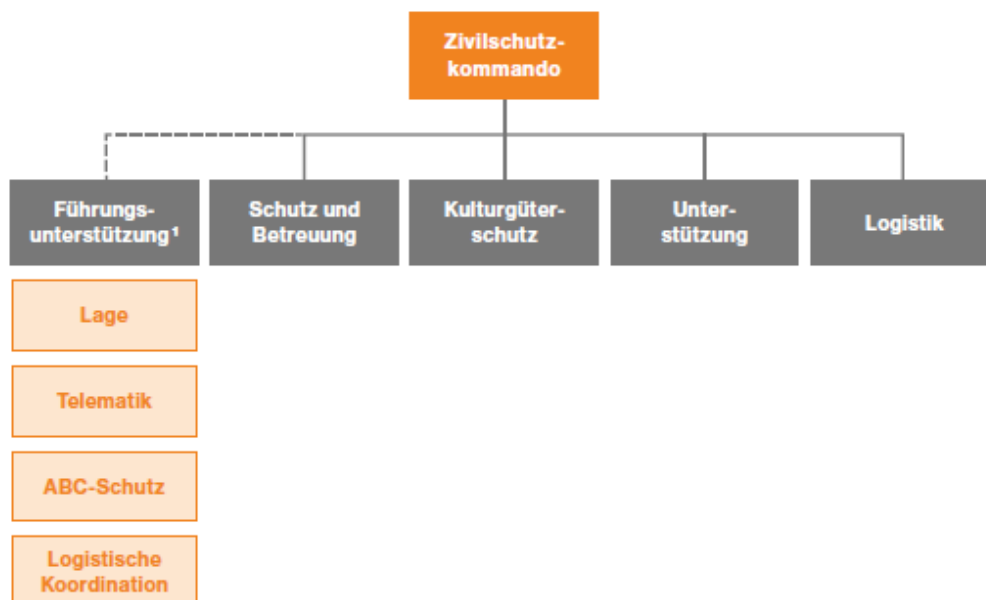 Zivilschutz-
kommando
Führungs-
unterstützung¹
Schutz und
Betreuung
Kulturgüter-
schutz
Unter-
stützung
Logistik
Lage
Telematik
ABC-Schutz
Logistische
Koordination